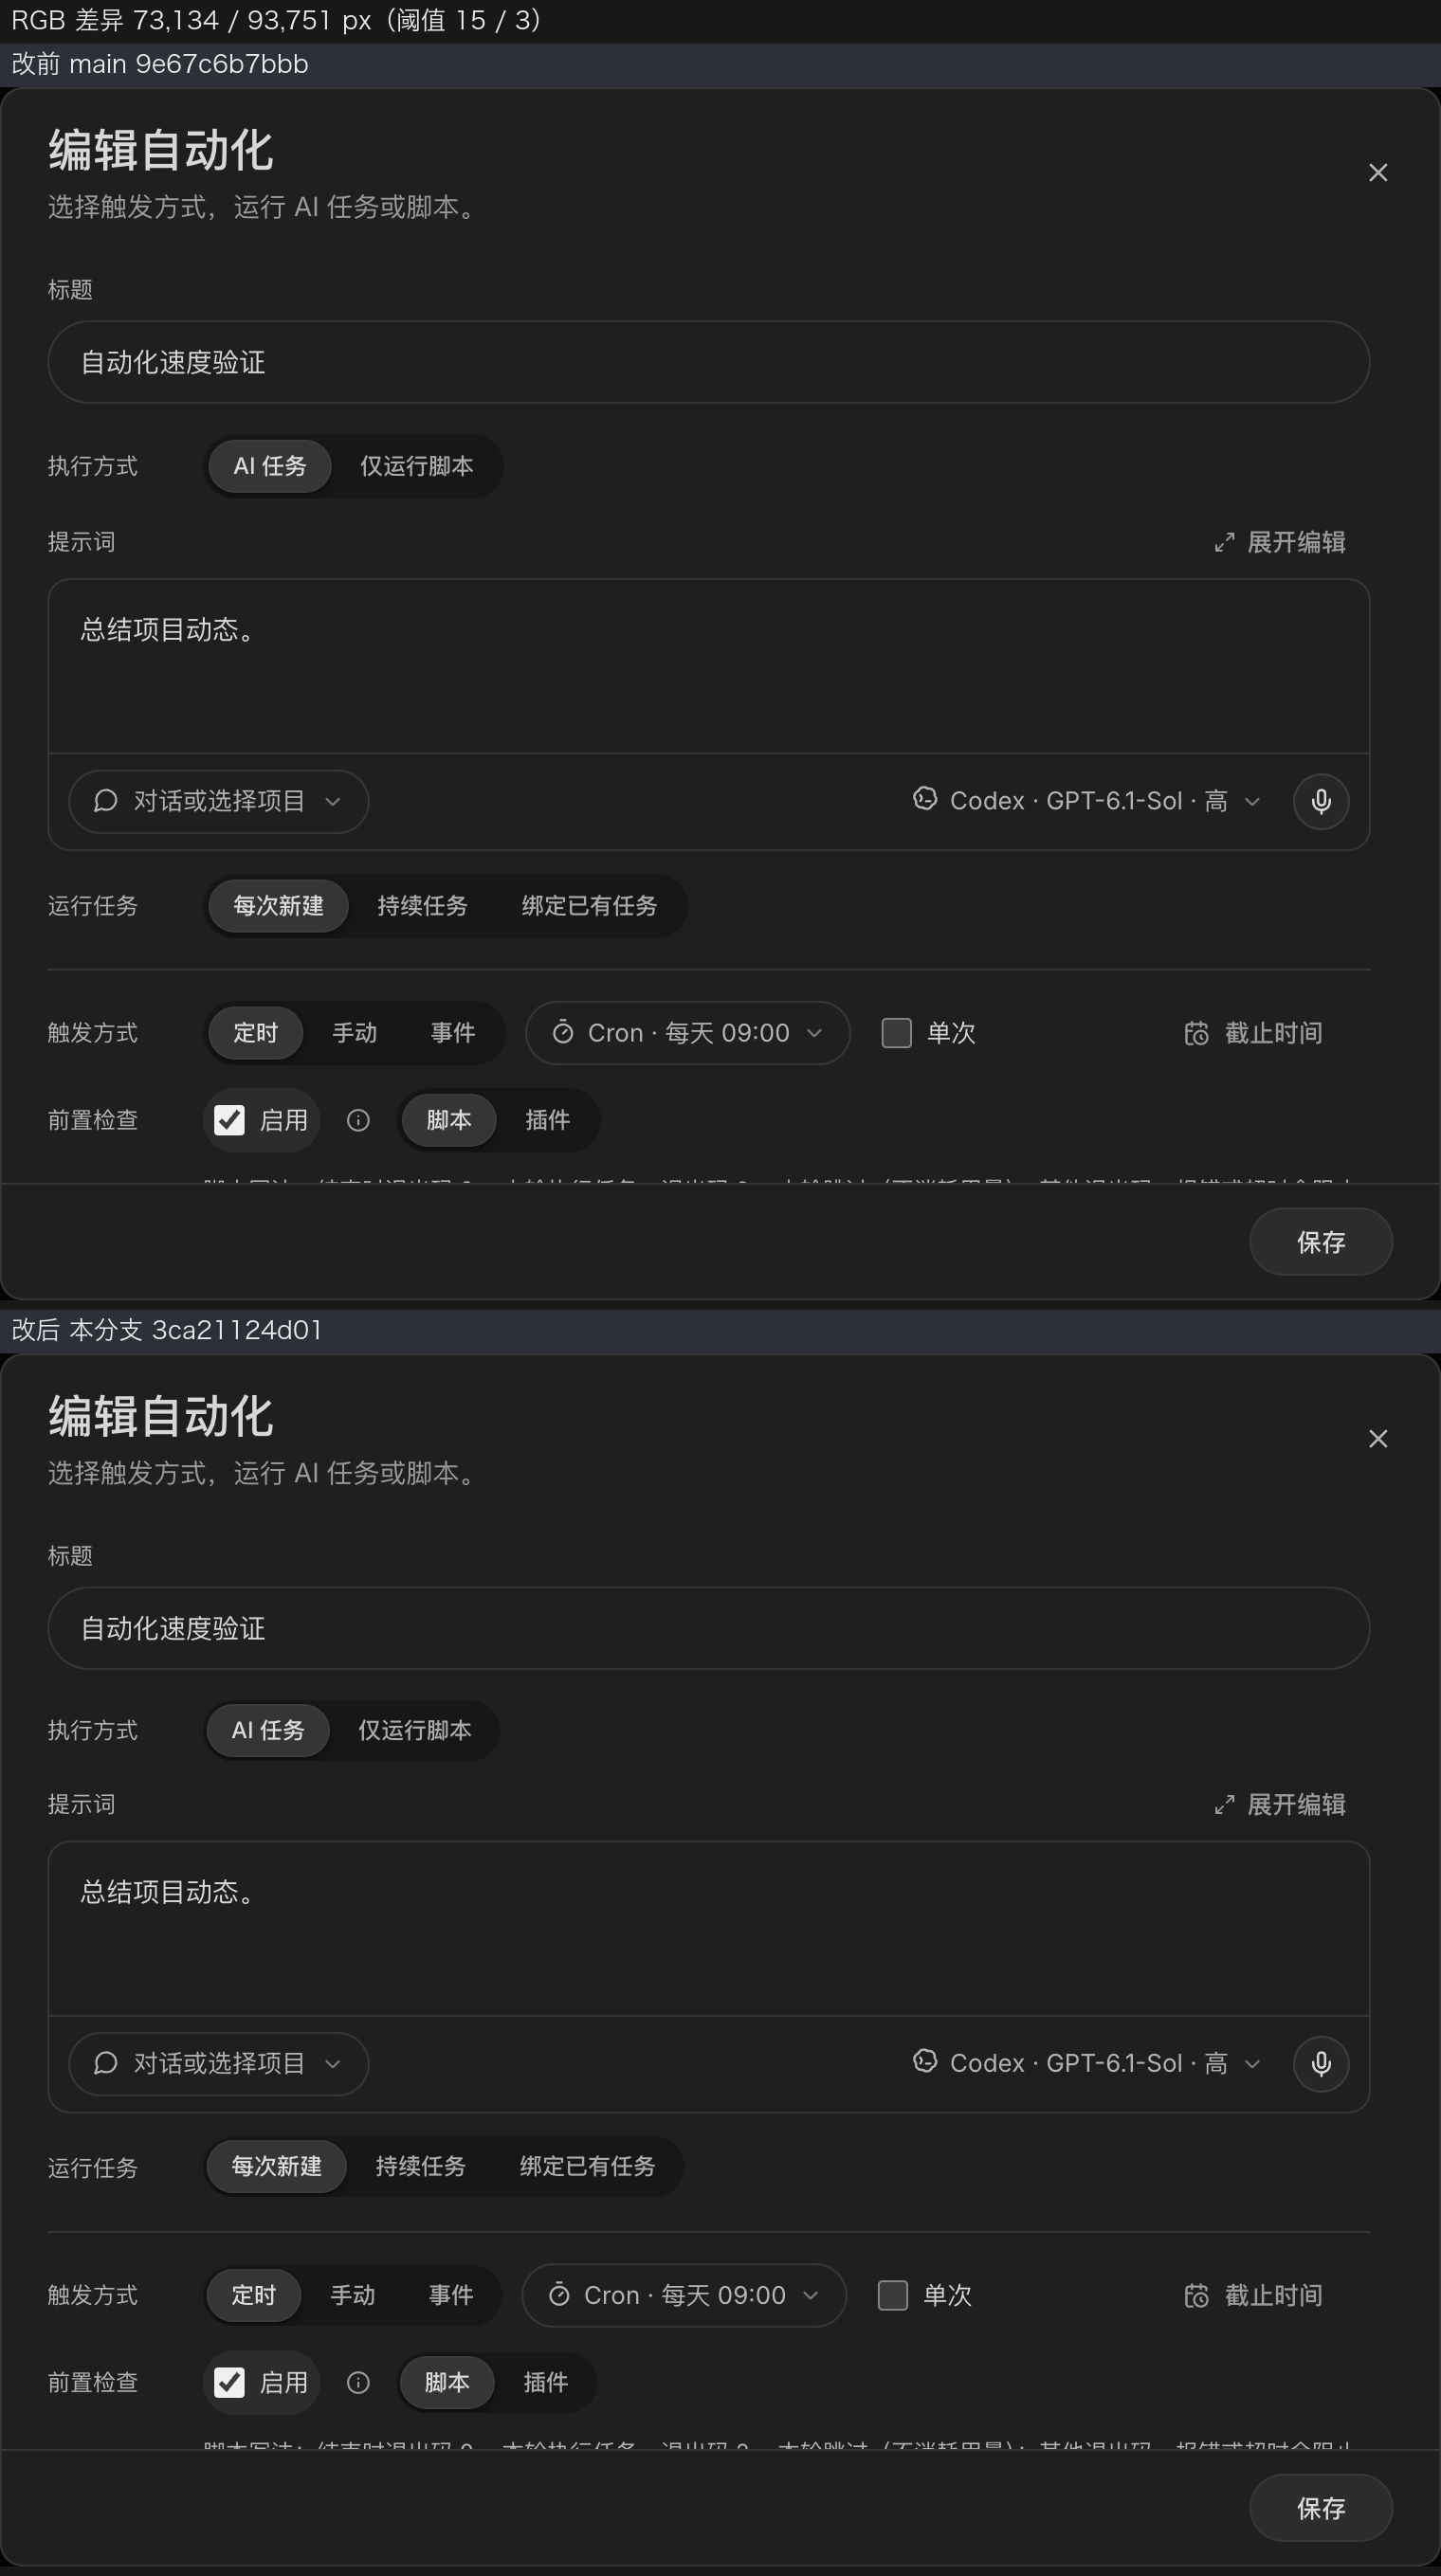 RGB 差异 73,134 / 93,751 px（阈值 15 / 3）
改前 main 9e67c6b7bbb
编辑自动化
选择触发方式，运行 AI 任务或脚本。
标题
自动化速度验证
执行方式 AI 任务 仅运行脚本
提示词 展开编辑
总结项目动态。
对话或选择项目 Codex · GPT-6.1-Sol · 高
运行任务 每次新建 持续任务 绑定已有任务
触发方式 定时 手动 事件 Cron · 每天 09:00 单次 截止时间
前置检查 启用 脚本 插件
保存
改后 本分支 3ca21124d01
编辑自动化
选择触发方式，运行 AI 任务或脚本。
标题
自动化速度验证
执行方式 AI 任务 仅运行脚本
提示词 展开编辑
总结项目动态。
对话或选择项目 Codex · GPT-6.1-Sol · 高
运行任务 每次新建 持续任务 绑定已有任务
触发方式 定时 手动 事件 Cron · 每天 09:00 单次 截止时间
前置检查 启用 脚本 插件
保存